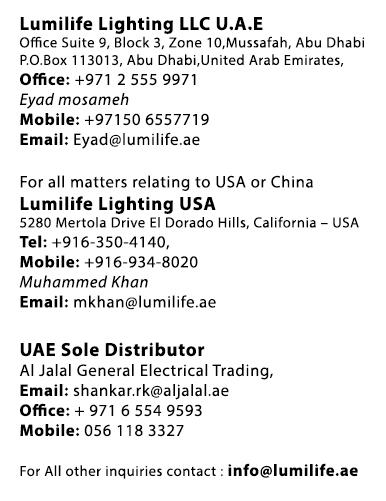 Lumilife Lighting LLC U.A.E
Office Suite 9, Block 3, Zone 10,Mussafah, Abu Dhabi
P.O.Box 113013, Abu Dhabi,United Arab Emirates,
Office: +971 2 555 9971
Eyad mosameh
Mobile: +97150 6557719
Email: Eyad@lumilife.ae
For all matters relating to USA or China
Lumilife Lighting USA
5280 Mertola Drive El Dorado Hills, California – USA
Tel: +916-350-4140,
Mobile: +916-934-8020
Muhammed Khan
Email: mkhan@lumilife.ae
UAE Sole Distributor
Al Jalal General Electrical Trading,
Email: shankar.rk@aljalal.ae
Office: + 971 6 554 9593
Mobile: 056 118 3327
For All other inquiries contact : info@lumilife.ae